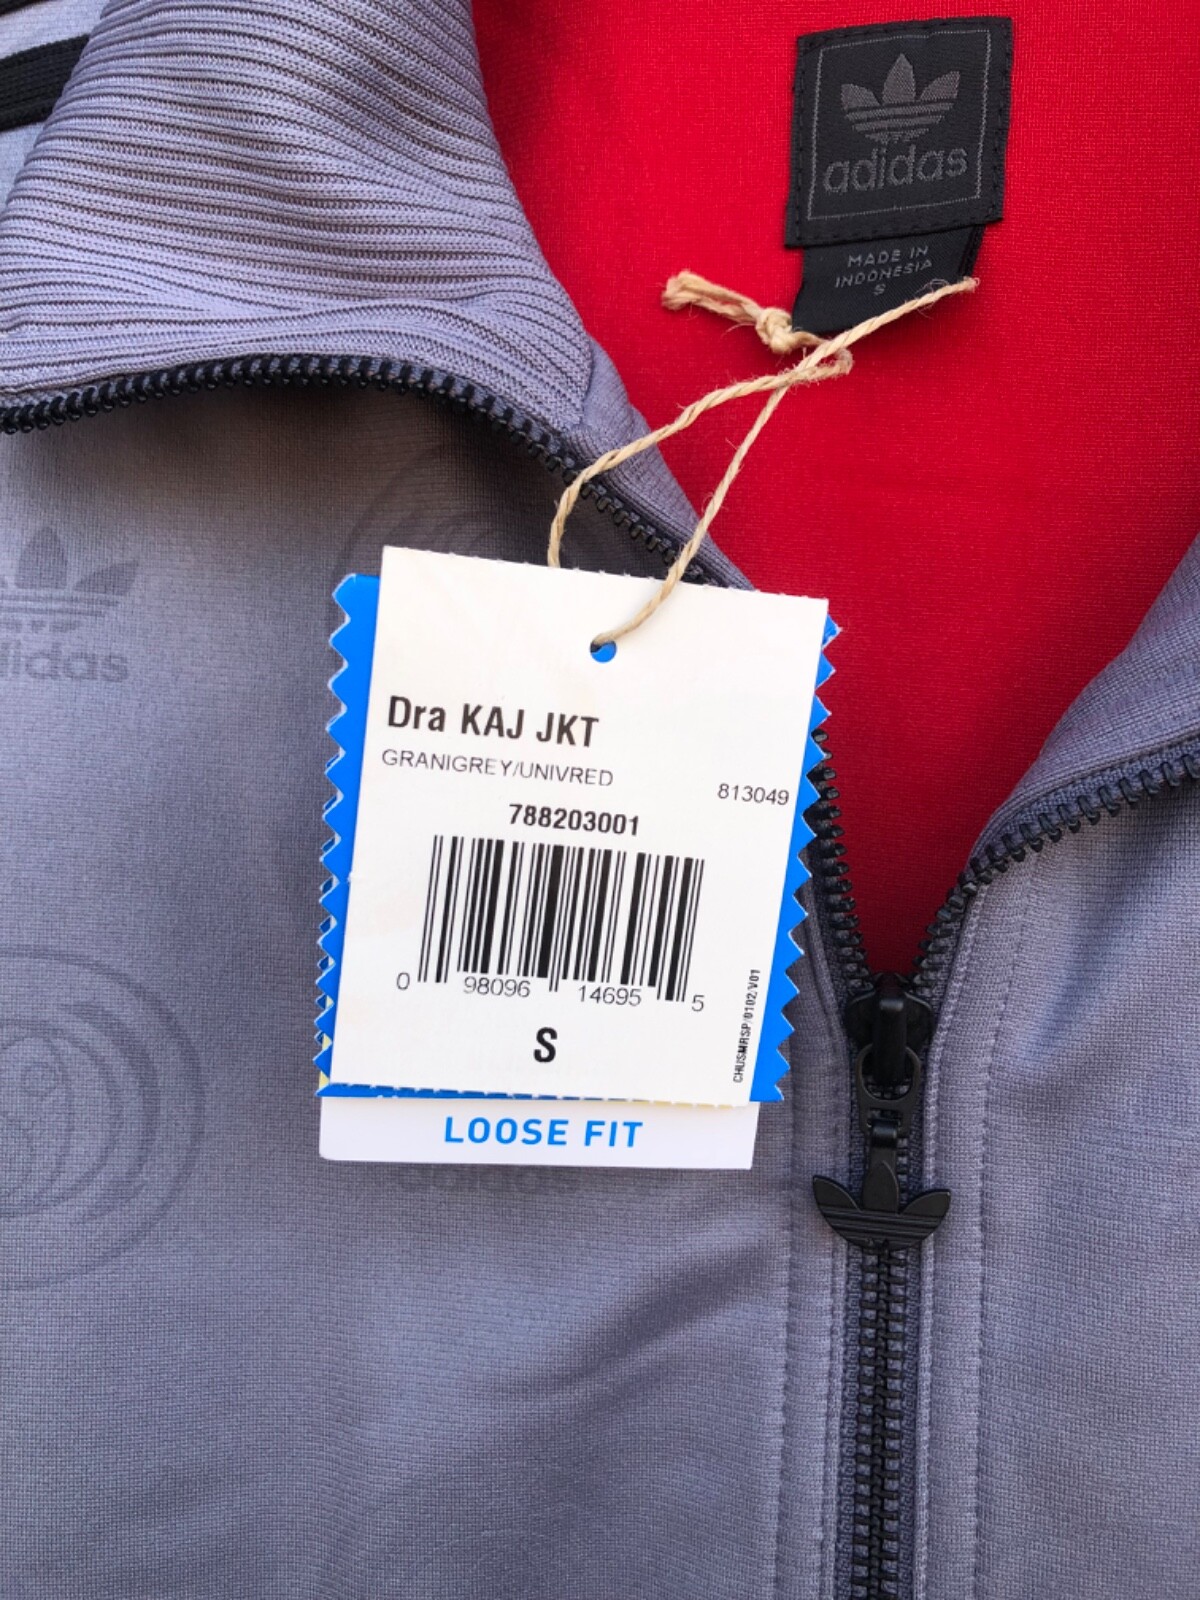 adidas
MADE IN
INDONESIA
S
adidas
Dra KAJ JKT
GRANIGREY/UNIVRED
813049
788203001
0 98096 14695 5
S
CHUSMRSP/0102/V01
LOOSE FIT
adidas